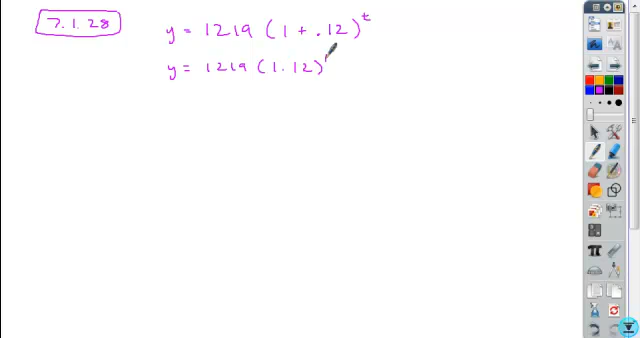 7.1.28
y = 1219 (1 + .12)^t
y = 1219 (1.12)